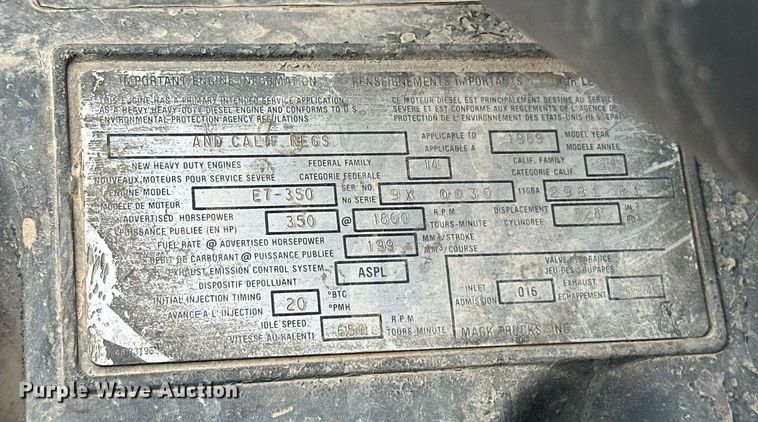 IMPORTANT ENGINE INFORMATION RENSEIGNEMENTS IMPORTANTS
THIS ENGINE HAS A PRIMARY INTENDED SERVICE APPLICATION CE MOTEUR DIESEL EST PRINCIPALEMENT DESTINE AU SERVICE
AS A HEAVY HEAVY-DUTY DIESEL ENGINE AND CONFORMS TO U.S. SEVERE ET EST CONFORME AUX REGLEMENTS DE L'AGENCE DE
ENVIRONMENTAL PROTECTION AGENCY REGULATIONS PROTECTION DE L'ENVIRONNEMENT DES ETATS-UNIS (U.S. EPA)
AND CALIF. REGS APPLICABLE TO 1989 MODEL YEAR
APPLICABLE A MODELE ANNEE
NEW HEAVY DUTY ENGINES FEDERAL FAMILY 14 CALIF. FAMILY 14
NOUVEAUX MOTEURS POUR SERVICE SEVERE CATEGORIE FEDERALE CATEGORIE CALIF.
ENGINE MODEL E7-350 SER NO. 9X 0030 11GBA 2981 P1
MODELE DE MOTEUR No SERIE
ADVERTISED HORSEPOWER 350 @ 1800 R.P.M. DISPLACEMENT 728 IN.3
PUISSANCE PUBLIEE (EN HP) TOURS-MINUTE CYLINDREE
FUEL RATE @ ADVERTISED HORSEPOWER 199 MM3/STROKE
DEBIT DE CARBURANT @ PUISSANCE PUBLIEE MM3/COURSE
EXHAUST EMISSION CONTROL SYSTEM ASPL VALVE CLEARANCE
DISPOSITIF DEPOLLUANT JEU DES SOUPAPES
INITIAL INJECTION TIMING 20 °BTC INLET 016 EXHAUST
AVANCE A L'INJECTION °PMH ADMISSION ECHAPPEMENT
IDLE SPEED 650 R.P.M. MACK TRUCKS, INC
VITESSE AU RALENTI TOURS-MINUTE
Purple Wave Auction